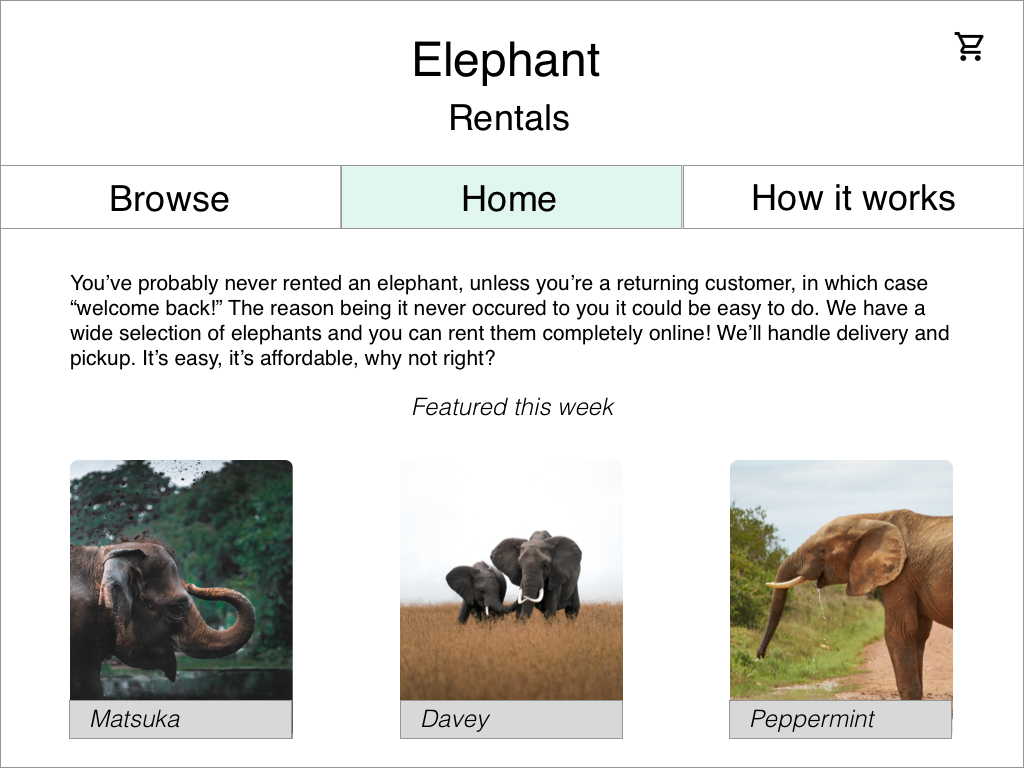 Elephant
Rentals
Browse
Home
How it works
You’ve probably never rented an elephant, unless you’re a returning customer, in which case
“welcome back!” The reason being it never occured to you it could be easy to do. We have a
wide selection of elephants and you can rent them completely online! We’ll handle delivery and
pickup. It’s easy, it’s affordable, why not right?
Featured this week
Matsuka
Davey
Peppermint